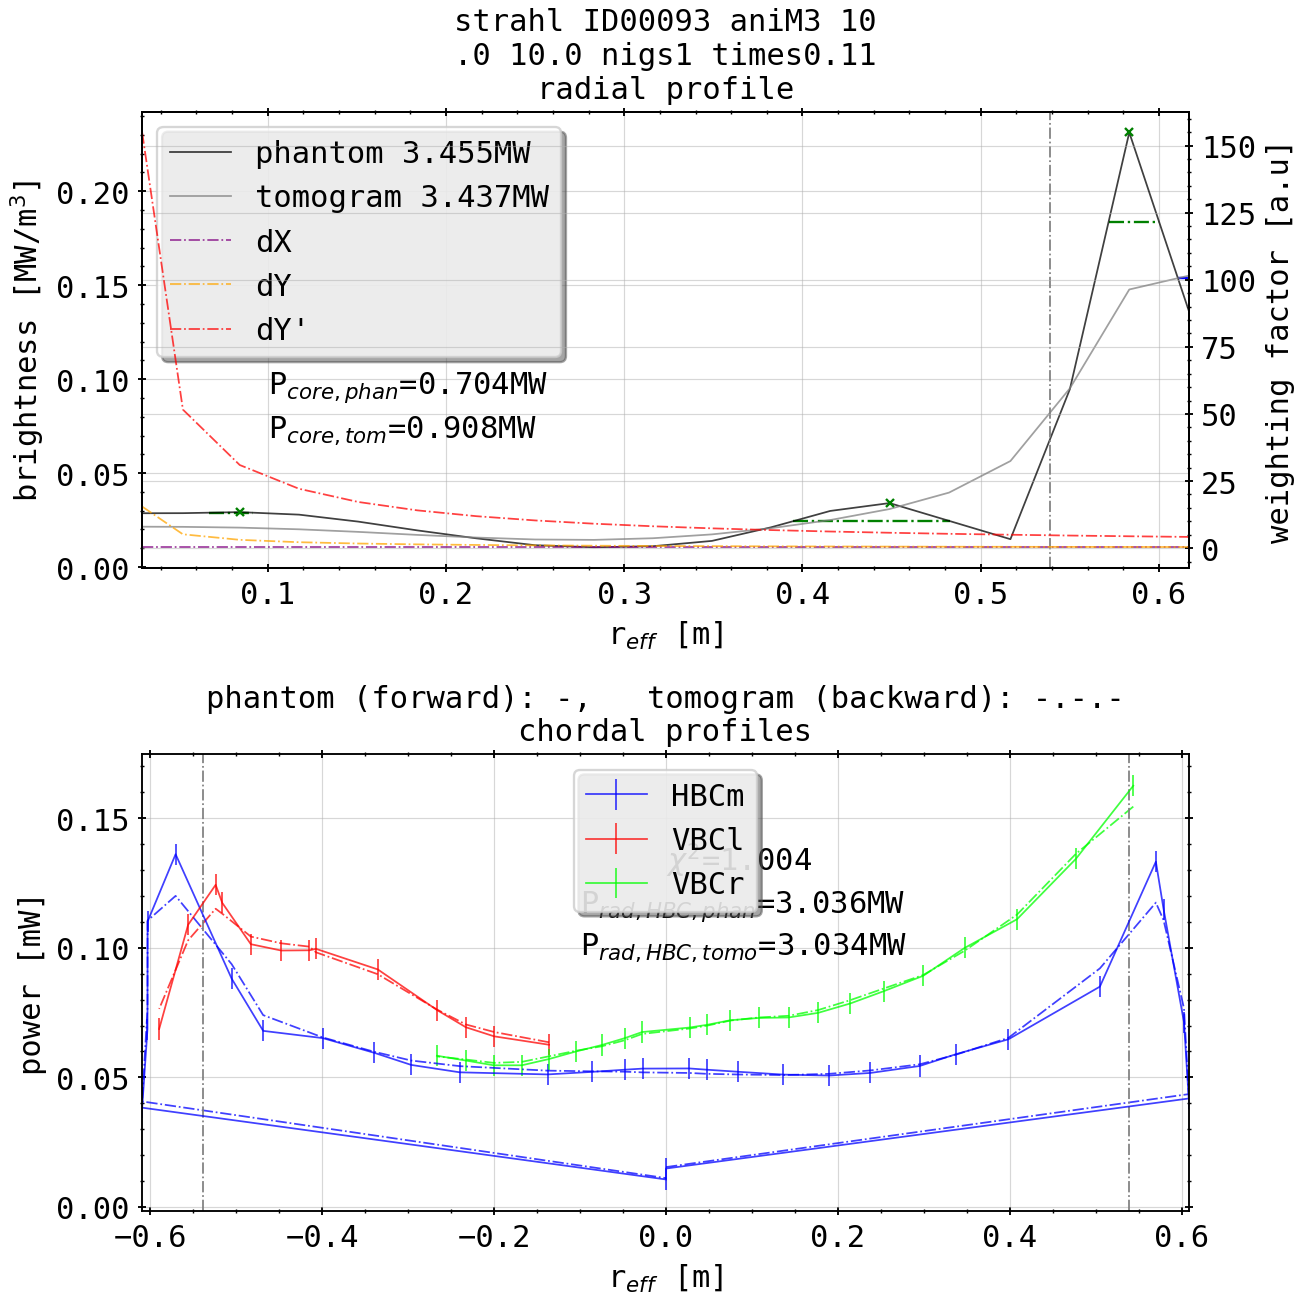 strahl ID00093 aniM3 10
.0 10.0 nigs1 times0.11
radial profile
brightness [MW/m³]
0.20
0.15
0.10
0.05
0.00
phantom 3.455MW
tomogram 3.437MW
dX
dY
dY'
P_core,phan=0.704MW
P_core,tom=0.908MW
150
125
100
75
50
25
0
weighting factor [a.u]
0.1 0.2 0.3 0.4 0.5 0.6
r_eff [m]
phantom (forward): -,   tomogram (backward): -.-.-
chordal profiles
power [mW]
0.15
0.10
0.05
0.00
HBCm
VBCl
VBCr
χ²=1.004
P_rad,HBC,phan=3.036MW
P_rad,HBC,tomo=3.034MW
−0.6 −0.4 −0.2 0.0 0.2 0.4 0.6
r_eff [m]